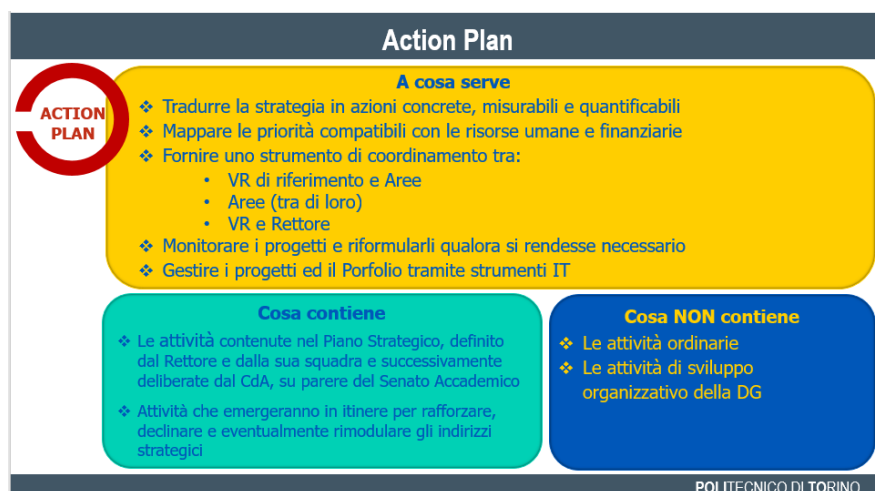 Action Plan
ACTION
PLAN
A cosa serve
❖ Tradurre la strategia in azioni concrete, misurabili e quantificabili
❖ Mappare le priorità compatibili con le risorse umane e finanziarie
❖ Fornire uno strumento di coordinamento tra:
• VR di riferimento e Aree
• Aree (tra di loro)
• VR e Rettore
❖ Monitorare i progetti e riformularli qualora si rendesse necessario
❖ Gestire i progetti ed il Porfolio tramite strumenti IT
Cosa contiene
❖ Le attività contenute nel Piano Strategico, definito
dal Rettore e dalla sua squadra e successivamente
deliberate dal CdA, su parere del Senato Accademico
❖ Attività che emergeranno in itinere per rafforzare,
declinare e eventualmente rimodulare gli indirizzi
strategici
Cosa NON contiene
❖ Le attività ordinarie
❖ Le attività di sviluppo
organizzativo della DG
POLITECNICO DI TORINO